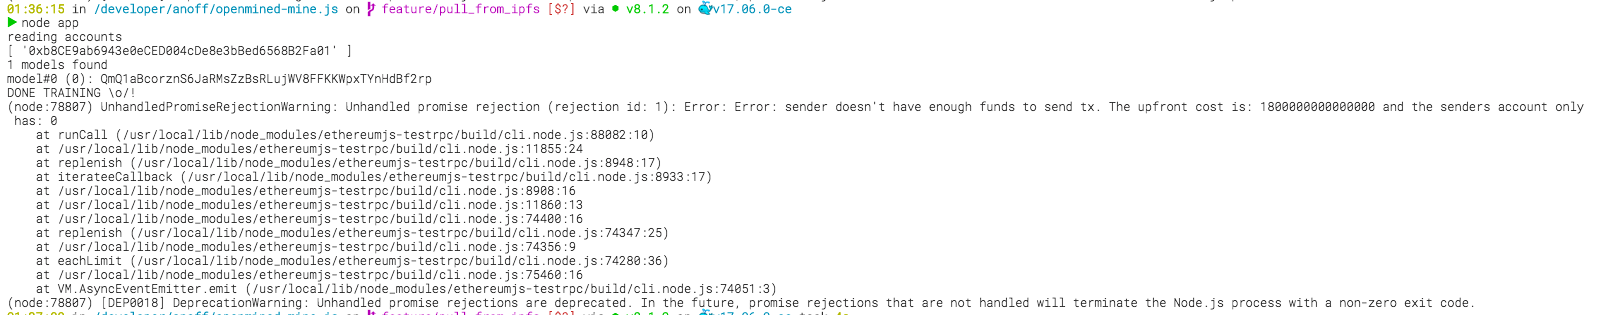 01:36:15 in /developer/anoff/openmined-mine.js on feature/pull_from_ipfs [$?] via v8.1.2 on v17.06.0-ce
▶ node app
reading accounts
[ '0xb8CE9ab6943e0eCED004cDe8e3bBed6568B2Fa01' ]
1 models found
model#0 (0): QmQ1aBcorznS6JaRMsZzBsRLujWV8FFKKWpxTYnHdBf2rp
DONE TRAINING \o/!
(node:78807) UnhandledPromiseRejectionWarning: Unhandled promise rejection (rejection id: 1): Error: Error: sender doesn't have enough funds to send tx. The upfront cost is: 1800000000000000 and the senders account only
has: 0
at runCall (/usr/local/lib/node_modules/ethereumjs-testrpc/build/cli.node.js:88082:10)
at /usr/local/lib/node_modules/ethereumjs-testrpc/build/cli.node.js:11855:24
at replenish (/usr/local/lib/node_modules/ethereumjs-testrpc/build/cli.node.js:8948:17)
at iterateeCallback (/usr/local/lib/node_modules/ethereumjs-testrpc/build/cli.node.js:8933:17)
at /usr/local/lib/node_modules/ethereumjs-testrpc/build/cli.node.js:8908:16
at /usr/local/lib/node_modules/ethereumjs-testrpc/build/cli.node.js:11860:13
at /usr/local/lib/node_modules/ethereumjs-testrpc/build/cli.node.js:74400:16
at replenish (/usr/local/lib/node_modules/ethereumjs-testrpc/build/cli.node.js:74347:25)
at /usr/local/lib/node_modules/ethereumjs-testrpc/build/cli.node.js:74356:9
at eachLimit (/usr/local/lib/node_modules/ethereumjs-testrpc/build/cli.node.js:74280:36)
at /usr/local/lib/node_modules/ethereumjs-testrpc/build/cli.node.js:75460:16
at VM.AsyncEventEmitter.emit (/usr/local/lib/node_modules/ethereumjs-testrpc/build/cli.node.js:74051:3)
(node:78807) [DEP0018] DeprecationWarning: Unhandled promise rejections are deprecated. In the future, promise rejections that are not handled will terminate the Node.js process with a non-zero exit code.